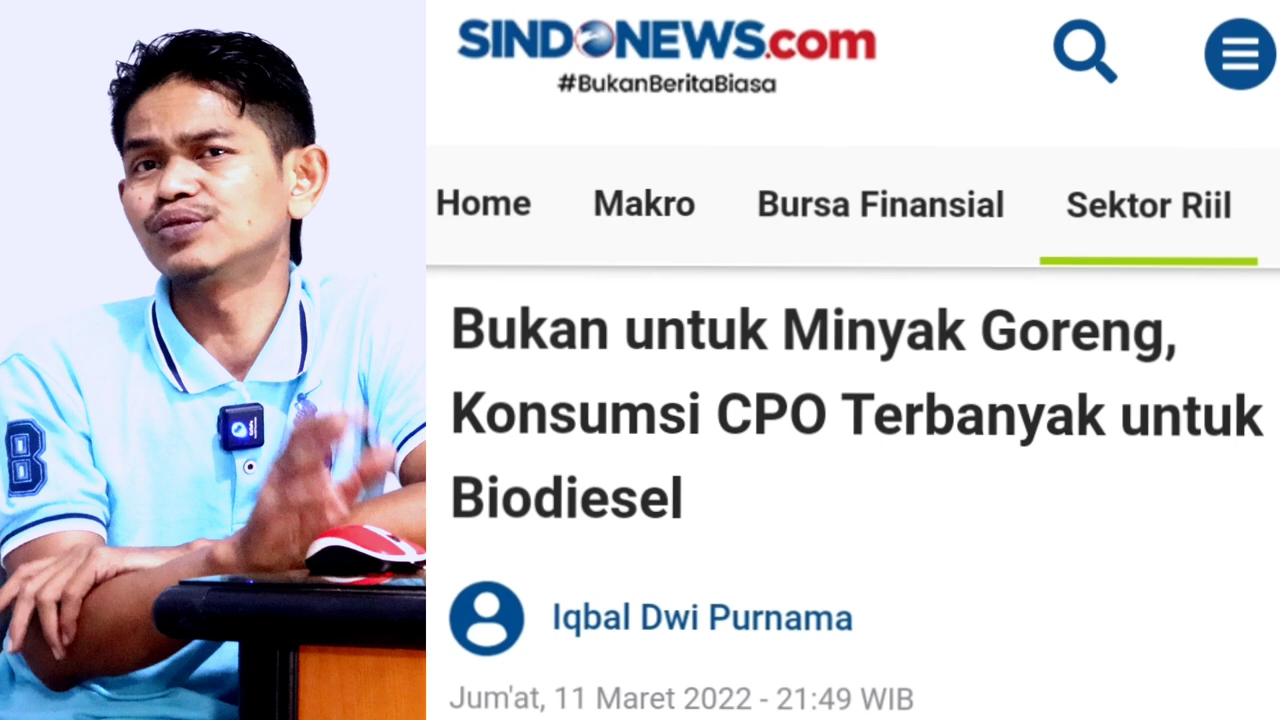 SINDONEWS.com
#BukanBeritaBiasa
Home Makro Bursa Finansial Sektor Riil
Bukan untuk Minyak Goreng,
Konsumsi CPO Terbanyak untuk
Biodiesel
Iqbal Dwi Purnama
Jum'at, 11 Maret 2022 - 21:49 WIB
B